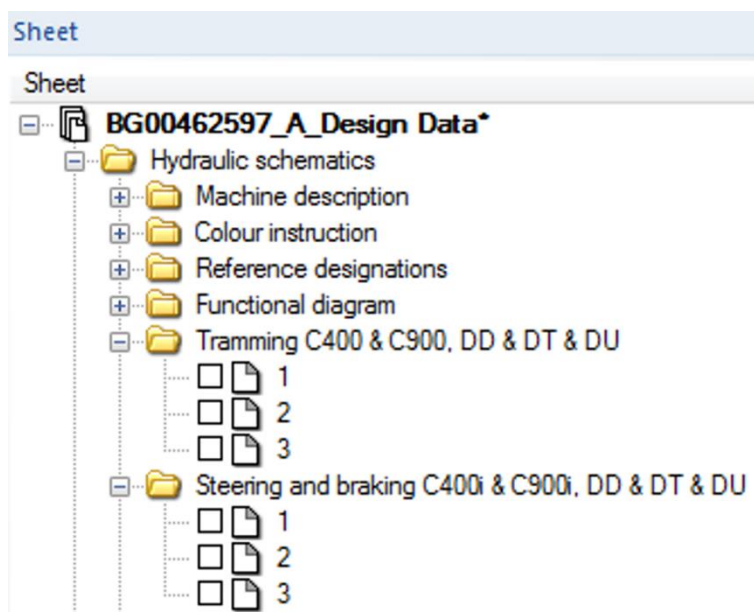 Sheet
Sheet
BG00462597_A_Design Data*
Hydraulic schematics
Machine description
Colour instruction
Reference designations
Functional diagram
Tramming C400 & C900, DD & DT & DU
1
2
3
Steering and braking C400i & C900i, DD & DT & DU
1
2
3